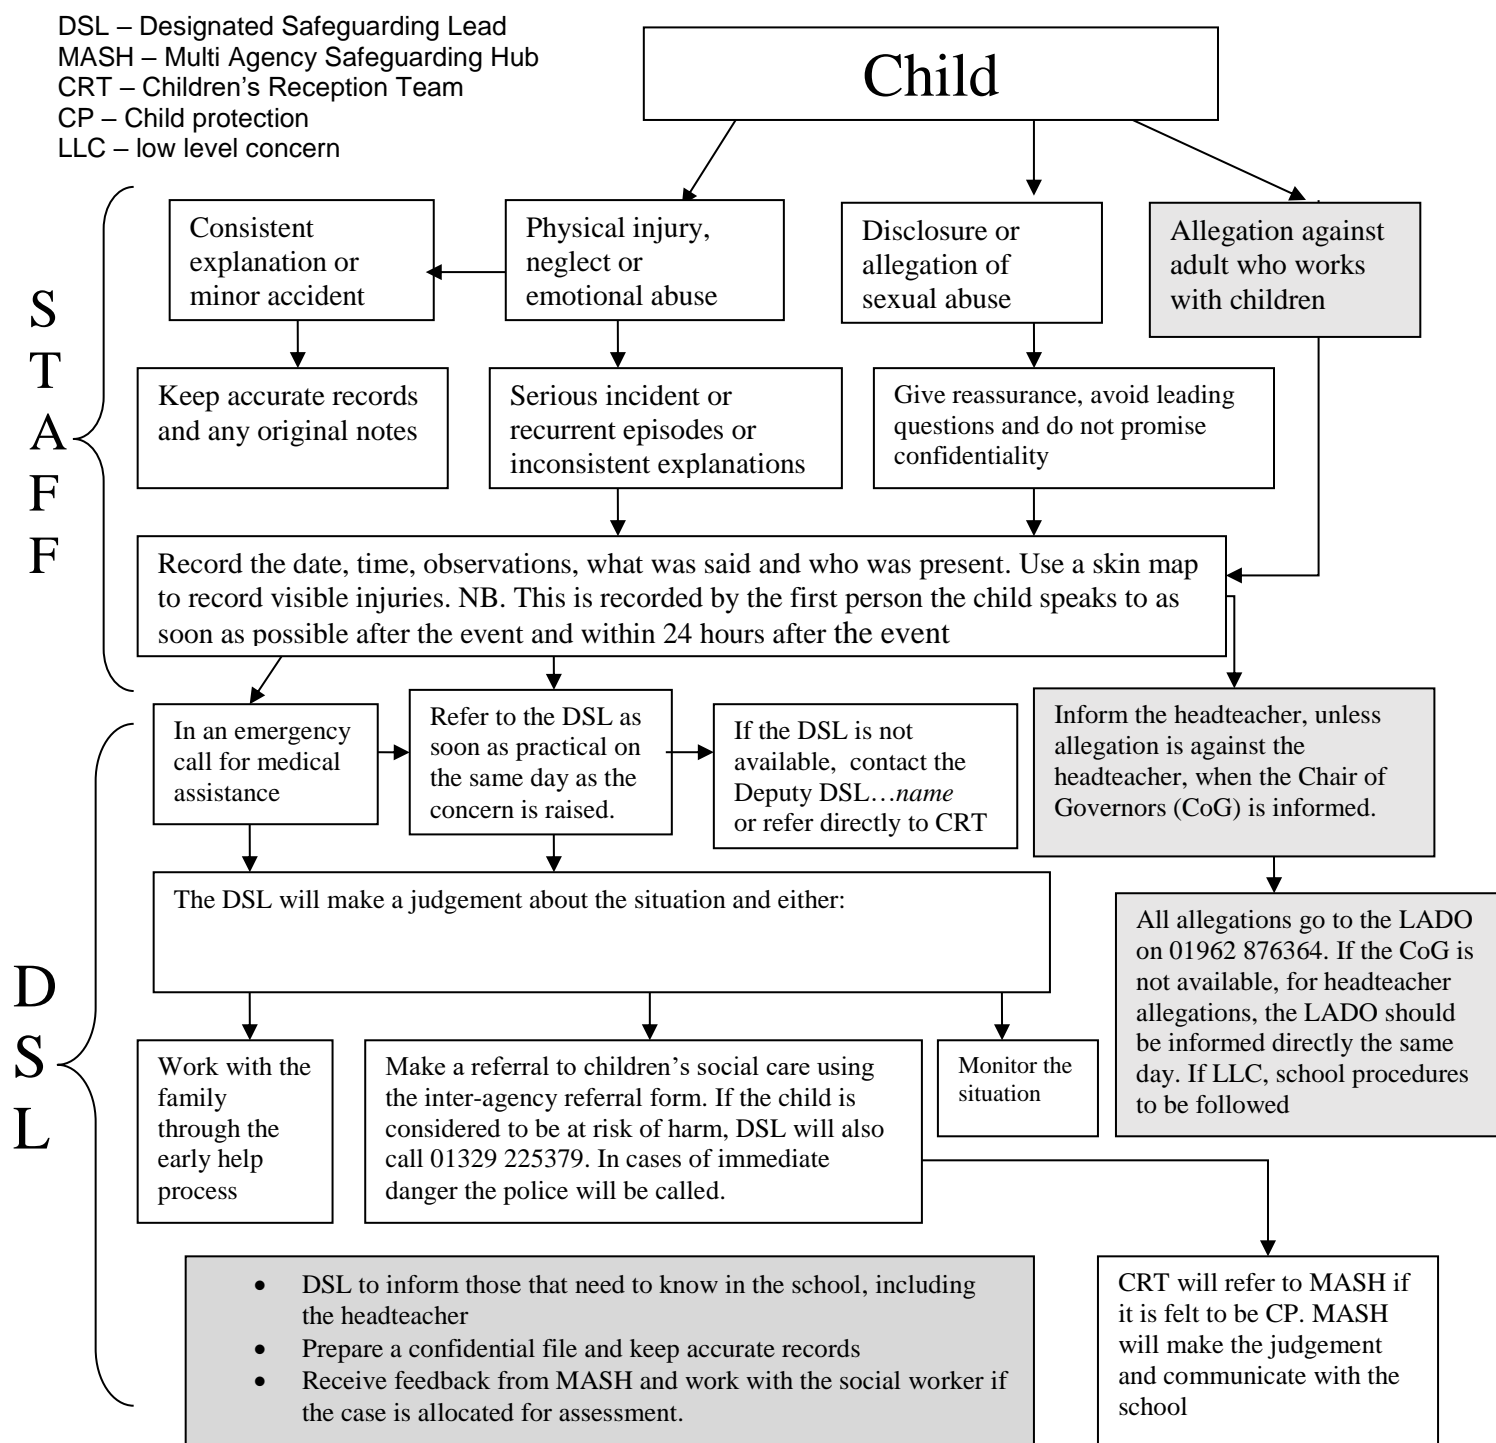 DSL – Designated Safeguarding Lead
MASH – Multi Agency Safeguarding Hub
CRT – Children's Reception Team
CP – Child protection
LLC – low level concern
Child
S
T
A
F
F
Consistent
explanation or
minor accident
Physical injury,
neglect or
emotional abuse
Disclosure or
allegation of
sexual abuse
Allegation against
adult who works
with children
Keep accurate records
and any original notes
Serious incident or
recurrent episodes or
inconsistent explanations
Give reassurance, avoid leading
questions and do not promise
confidentiality
Record the date, time, observations, what was said and who was present. Use a skin map
to record visible injuries. NB. This is recorded by the first person the child speaks to as
soon as possible after the event and within 24 hours after the event
D
S
L
In an emergency
call for medical
assistance
Refer to the DSL as
soon as practical on
the same day as the
concern is raised.
If the DSL is not
available,  contact the
Deputy DSL…name
or refer directly to CRT
Inform the headteacher, unless
allegation is against the
headteacher, when the Chair of
Governors (CoG) is informed.
The DSL will make a judgement about the situation and either:
All allegations go to the LADO
on 01962 876364. If the CoG is
not available, for headteacher
allegations, the LADO should
be informed directly the same
day. If LLC, school procedures
to be followed
Work with the
family
through the
early help
process
Make a referral to children's social care using
the inter-agency referral form. If the child is
considered to be at risk of harm, DSL will also
call 01329 225379. In cases of immediate
danger the police will be called.
Monitor the
situation
• DSL to inform those that need to know in the school, including
the headteacher
• Prepare a confidential file and keep accurate records
• Receive feedback from MASH and work with the social worker if
the case is allocated for assessment.
CRT will refer to MASH if
it is felt to be CP. MASH
will make the judgement
and communicate with the
school